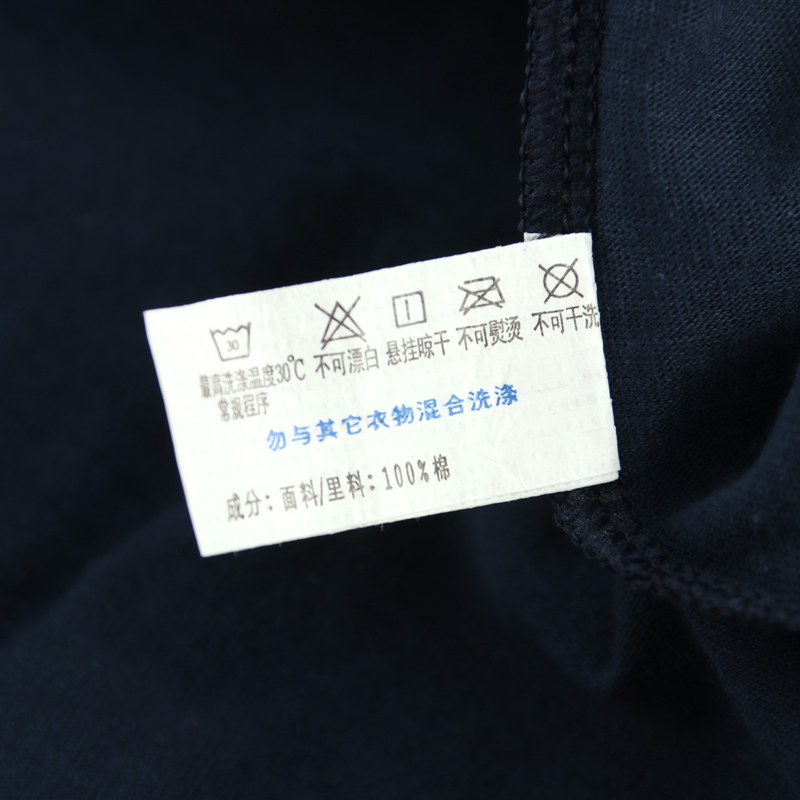 30
最高洗涤温度30℃ 不可漂白 悬挂晾干 不可熨烫 不可干洗
常规程序
勿与其它衣物混合洗涤
成分：面料/里料：100%棉